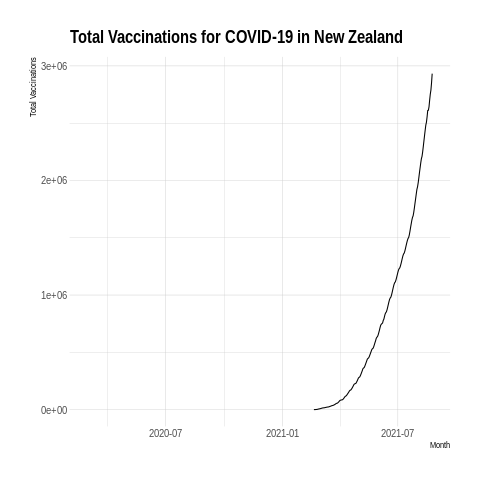 Total Vaccinations for COVID-19 in New Zealand
Total Vaccinations
3e+06
2e+06
1e+06
0e+00
2020-07 2021-01 2021-07
Month